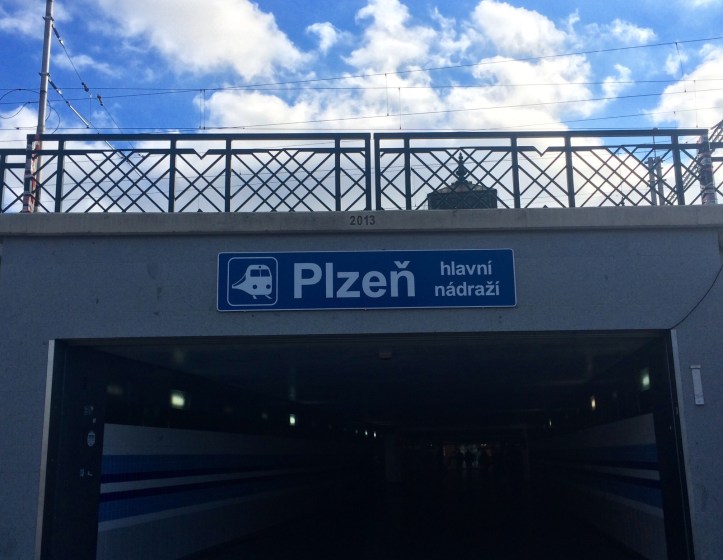 2013
Plzeň
hlavní
nádraží